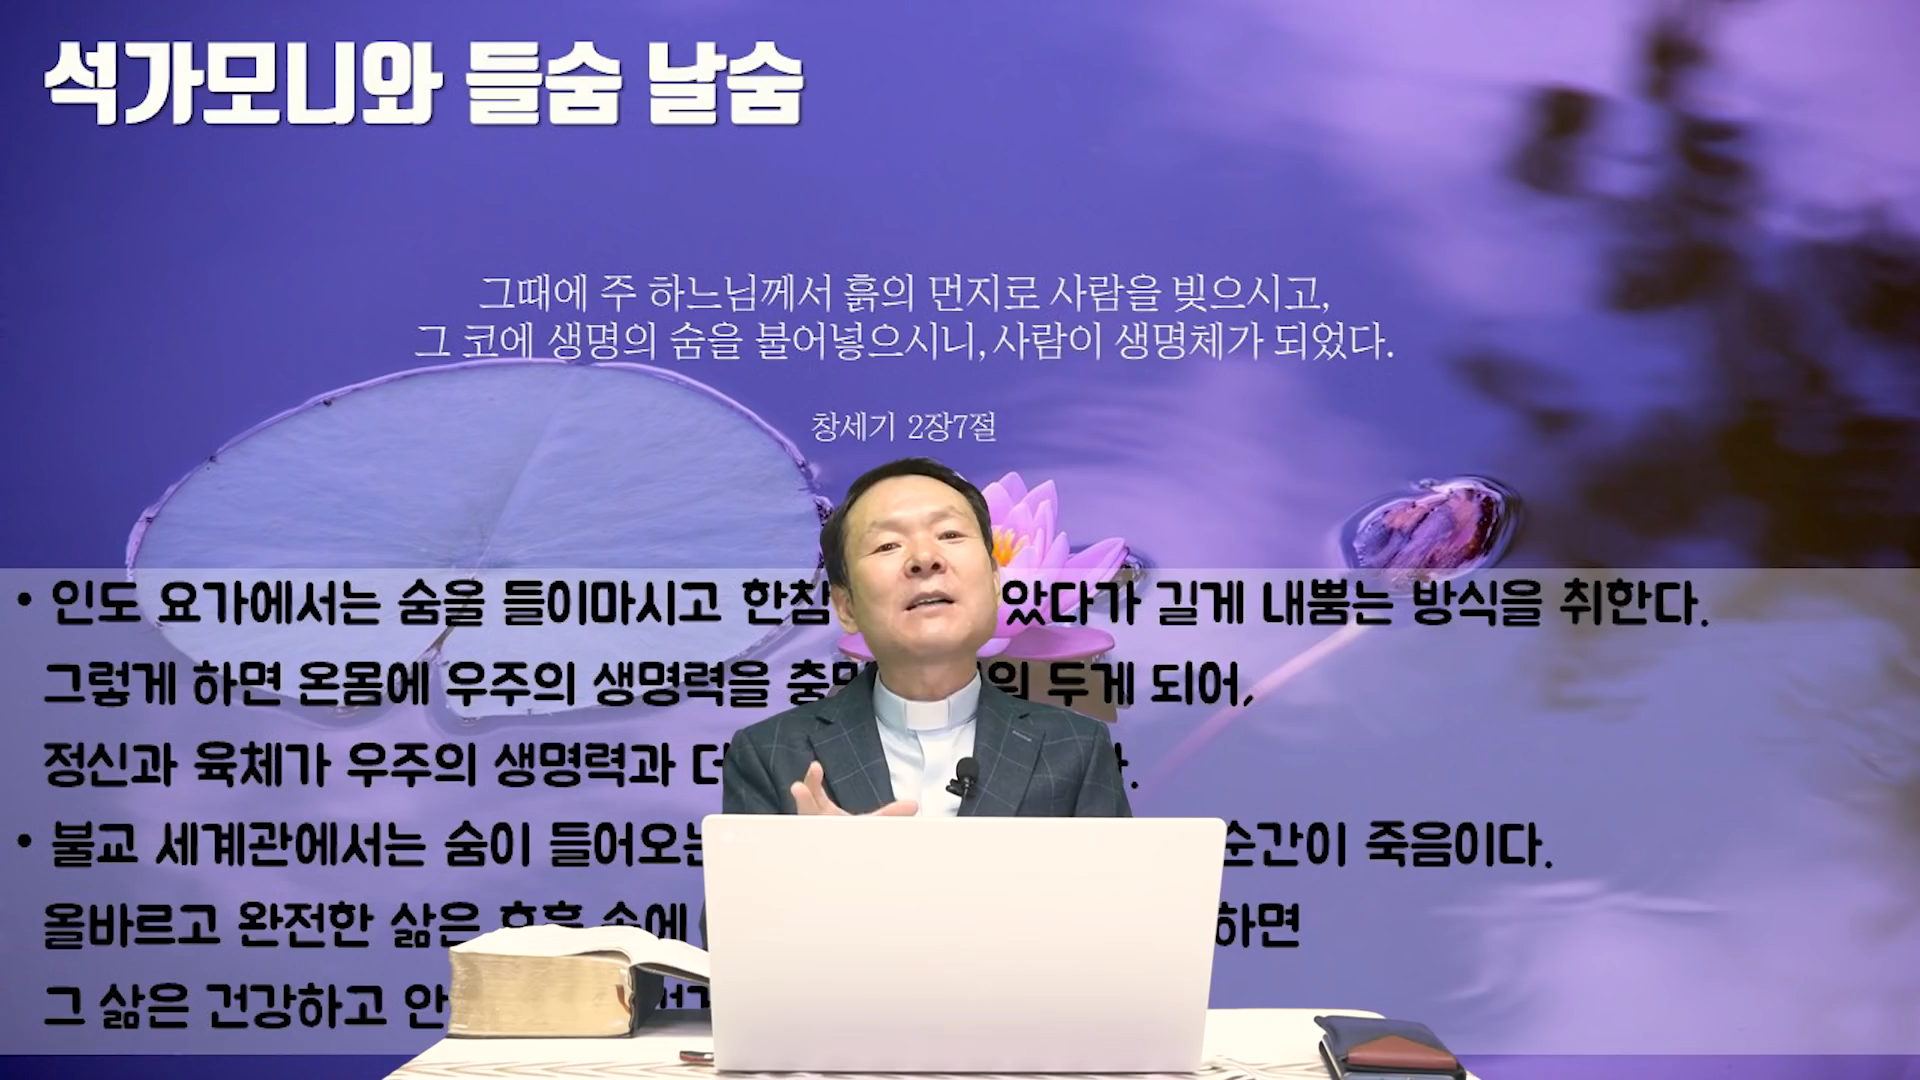 석가모니와 들숨 날숨
그때에 주 하느님께서 흙의 먼지로 사람을 빚으시고,
그 코에 생명의 숨을 불어넣으시니, 사람이 생명체가 되었다.
창세기 2장7절
• 인도 요가에서는 숨을 들이마시고 한참 았다가 길게 내뿜는 방식을 취한다.
그렇게 하면 온몸에 우주의 생명력을 두게 되어,
정신과 육체가 우주의 생명력과
• 불교 세계관에서는 숨이 들어오는 순간이 죽음이다.
올바르고 완전한 삶은 호흡 속에 하면
그 삶은 건강하고